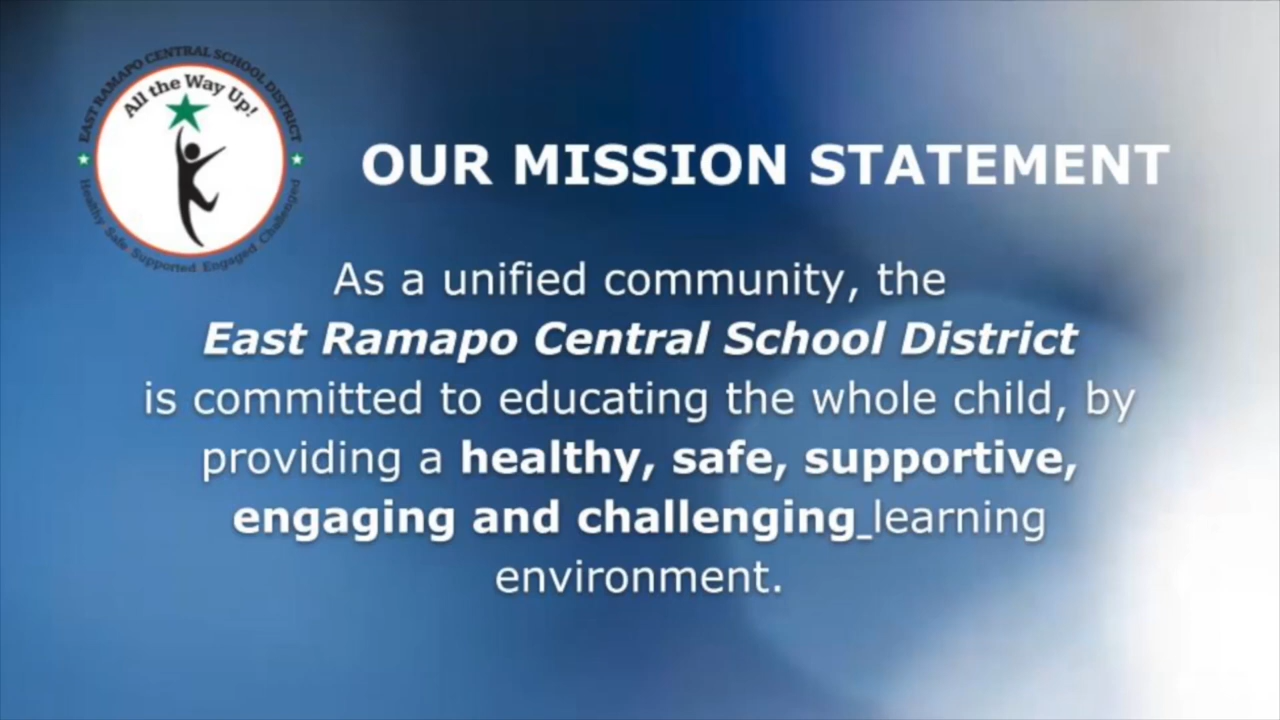 EAST RAMAPO CENTRAL SCHOOL DISTRICT
All the Way Up!
Healthy Safe Supported Engaged Challenged
OUR MISSION STATEMENT
As a unified community, the
East Ramapo Central School District
is committed to educating the whole child, by
providing a healthy, safe, supportive,
engaging and challenging learning
environment.